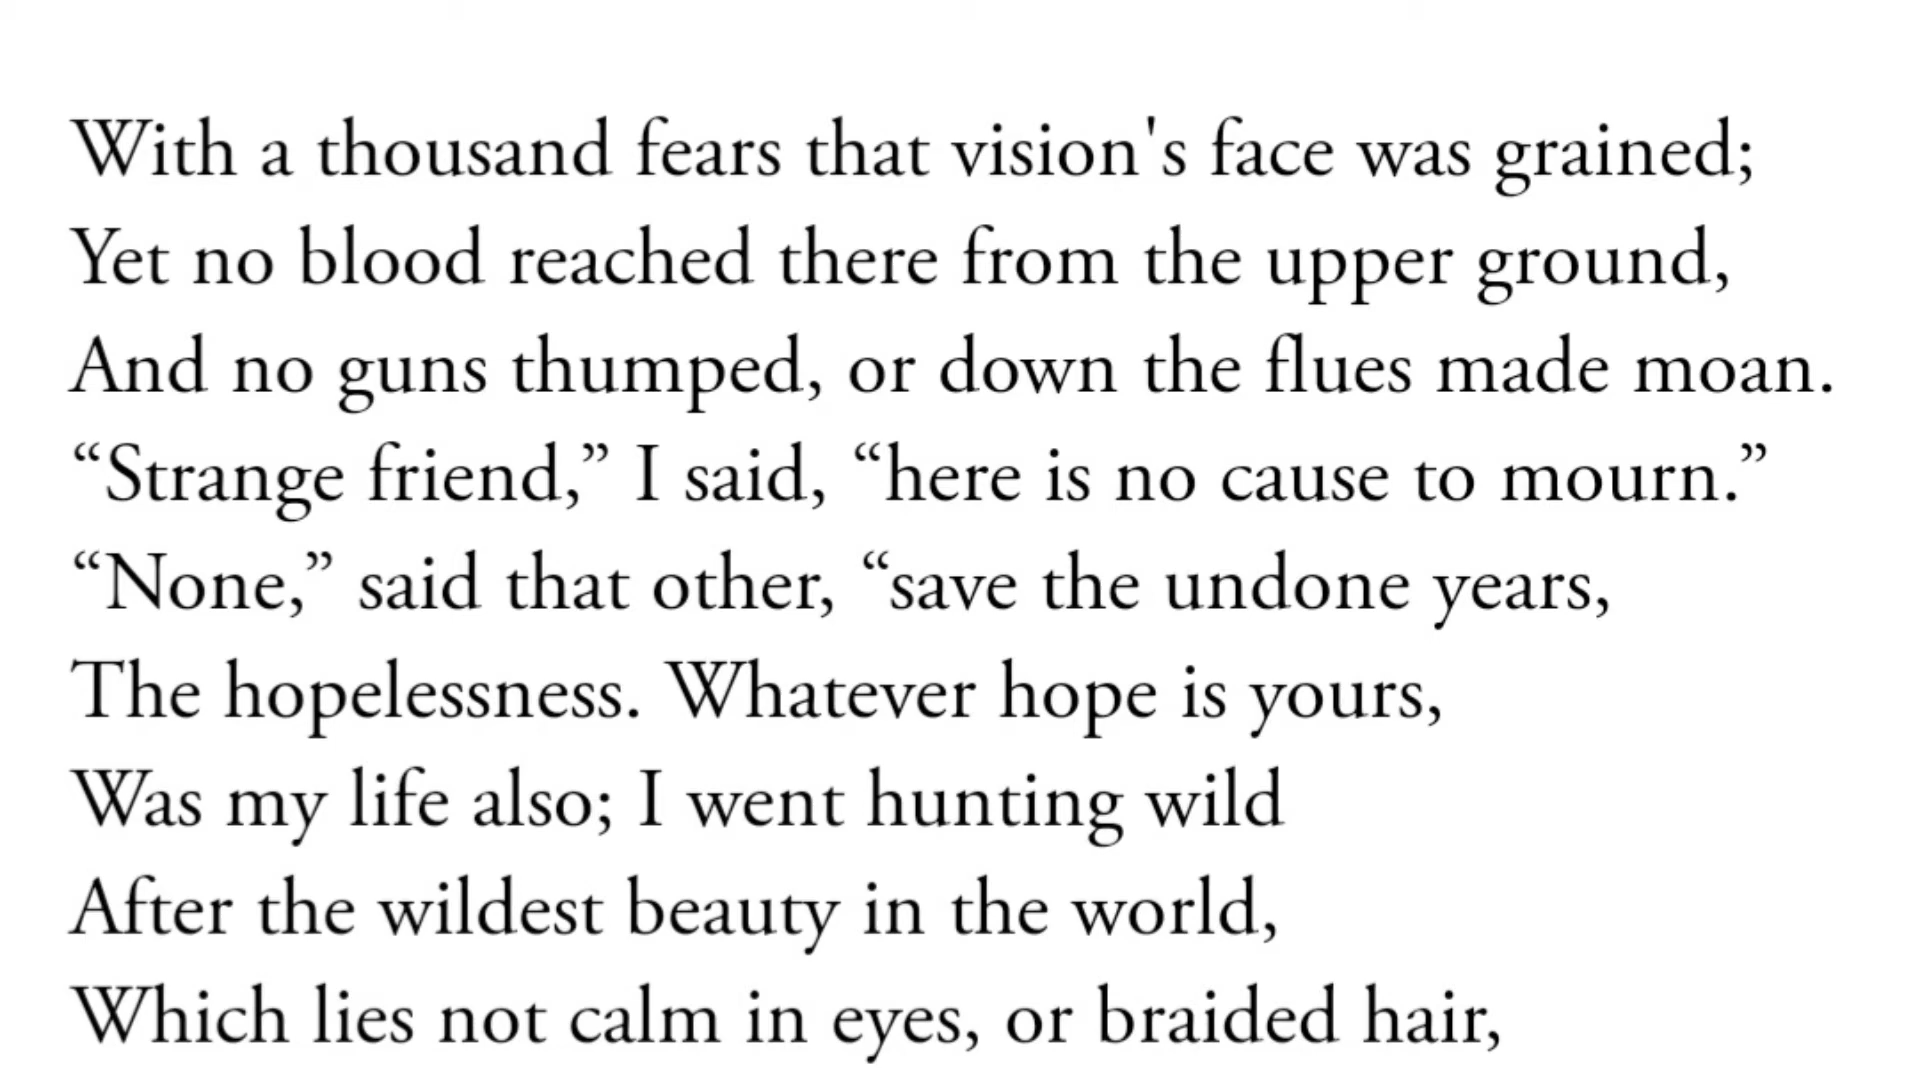 With a thousand fears that vision's face was grained;
Yet no blood reached there from the upper ground,
And no guns thumped, or down the flues made moan.
“Strange friend,” I said, “here is no cause to mourn.”
“None,” said that other, “save the undone years,
The hopelessness. Whatever hope is yours,
Was my life also; I went hunting wild
After the wildest beauty in the world,
Which lies not calm in eyes, or braided hair,